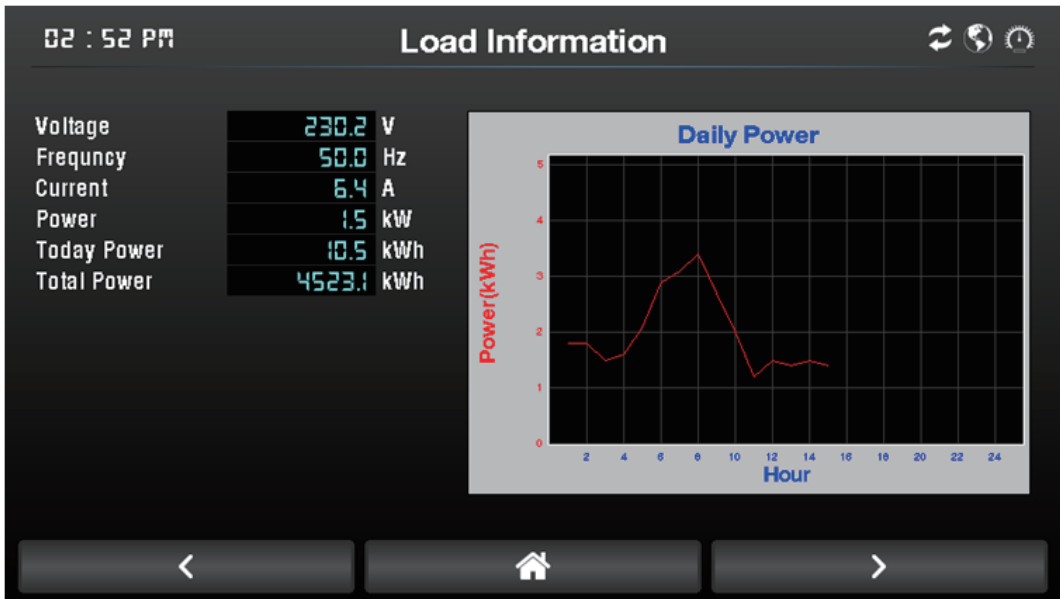 02 : 52 PM
Load Information
Voltage 230.2 V
Frequncy 50.0 Hz
Current 6.4 A
Power 1.5 kW
Today Power 10.5 kWh
Total Power 4523.1 kWh
Daily Power
Power(kWh)
5
4
3
2
1
0
2 4 6 8 10 12 14 16 18 20 22 24
Hour